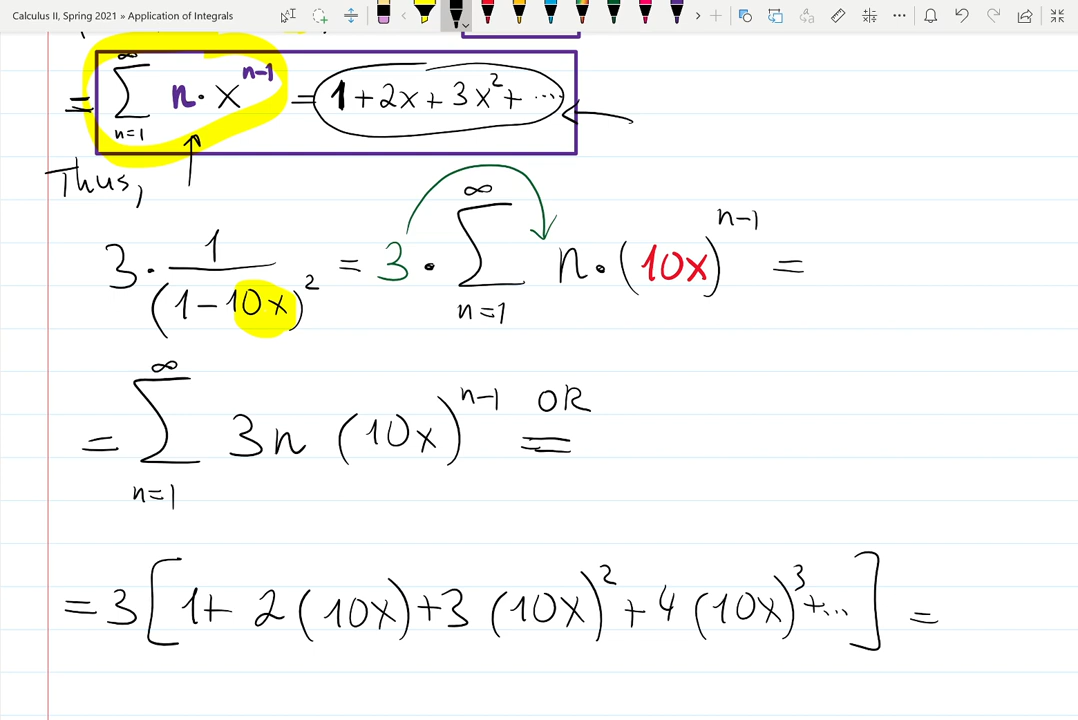 Calculus II, Spring 2021 » Application of Integrals
= ∑_{n=1}^{∞} n · x^{n-1} = 1 + 2x + 3x² + ....
Thus,
3 · 1/(1 - 10x)² = 3 · ∑_{n=1}^{∞} n · (10x)^{n-1} =
= ∑_{n=1}^{∞} 3n (10x)^{n-1} OR =
= 3 [ 1 + 2 (10x) + 3 (10x)² + 4 (10x)³ + ... ] =